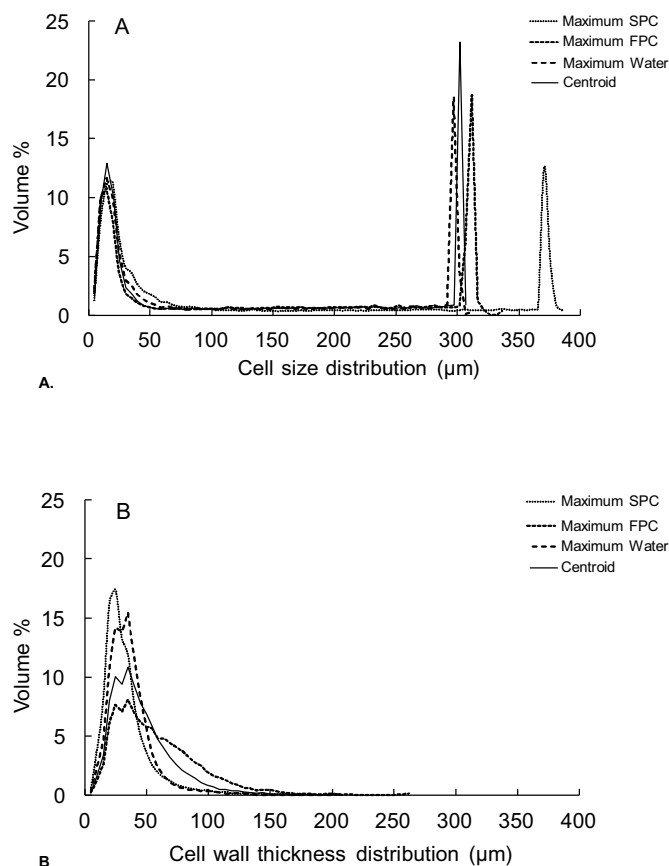 A
Volume %
25
20
15
10
5
0
0 50 100 150 200 250 300 350 400
Cell size distribution (µm)
Maximum SPC
Maximum FPC
Maximum Water
Centroid
A.
B
Volume %
25
20
15
10
5
0
0 50 100 150 200 250 300 350 400
Cell wall thickness distribution (µm)
Maximum SPC
Maximum FPC
Maximum Water
Centroid
B